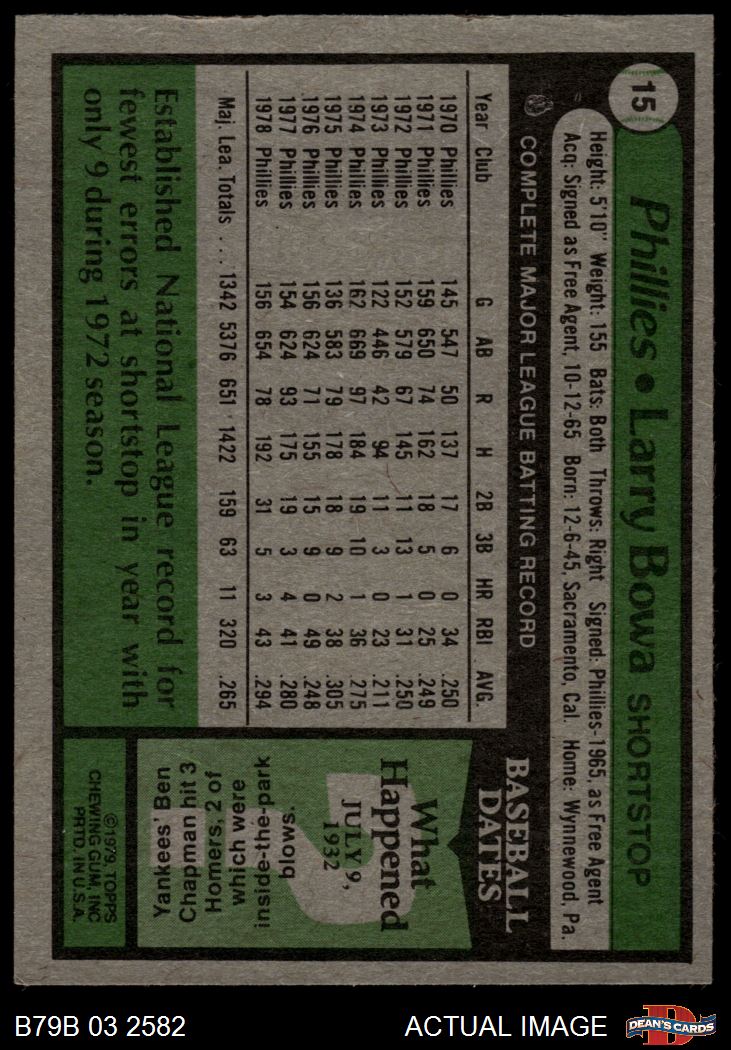 15
Phillies • Larry Bowa SHORTSTOP
Height: 5'10" Weight: 155 Bats: Both Throws: Right Signed: Phillies-1965, as Free Agent
Acq: Signed as Free Agent, 10-12-65 Born: 12-6-45, Sacramento, Cal. Home: Wynnewood, Pa.
COMPLETE MAJOR LEAGUE BATTING RECORD
Year Club G AB R H 2B 3B HR RBI AVG.
1970 Phillies 145 547 50 137 17 6 0 34 .250
1971 Phillies 159 650 74 162 18 5 0 25 .249
1972 Phillies 152 579 67 145 11 13 1 31 .250
1973 Phillies 122 446 42 94 11 3 0 23 .211
1974 Phillies 162 669 97 184 19 10 1 36 .275
1975 Phillies 136 583 79 178 18 9 2 38 .305
1976 Phillies 156 624 71 155 15 9 0 49 .248
1977 Phillies 154 624 93 175 19 3 4 41 .280
1978 Phillies 156 654 78 192 31 5 3 43 .294
Maj. Lea. Totals . . . 1342 5376 651 1422 159 63 11 320 .265
Established National League record for
fewest errors at shortstop in year with
only 9 during 1972 season.
BASEBALL
DATES
What
Happened
JULY 9,
1932
Yankees' Ben
Chapman hit 3
Homers, 2 of
which were
inside-the-park
blows.
©1979, TOPPS
CHEWING GUM, INC
PRTD. IN U.S.A.
B79B 03 2582
ACTUAL IMAGE
DEAN'S CARDS